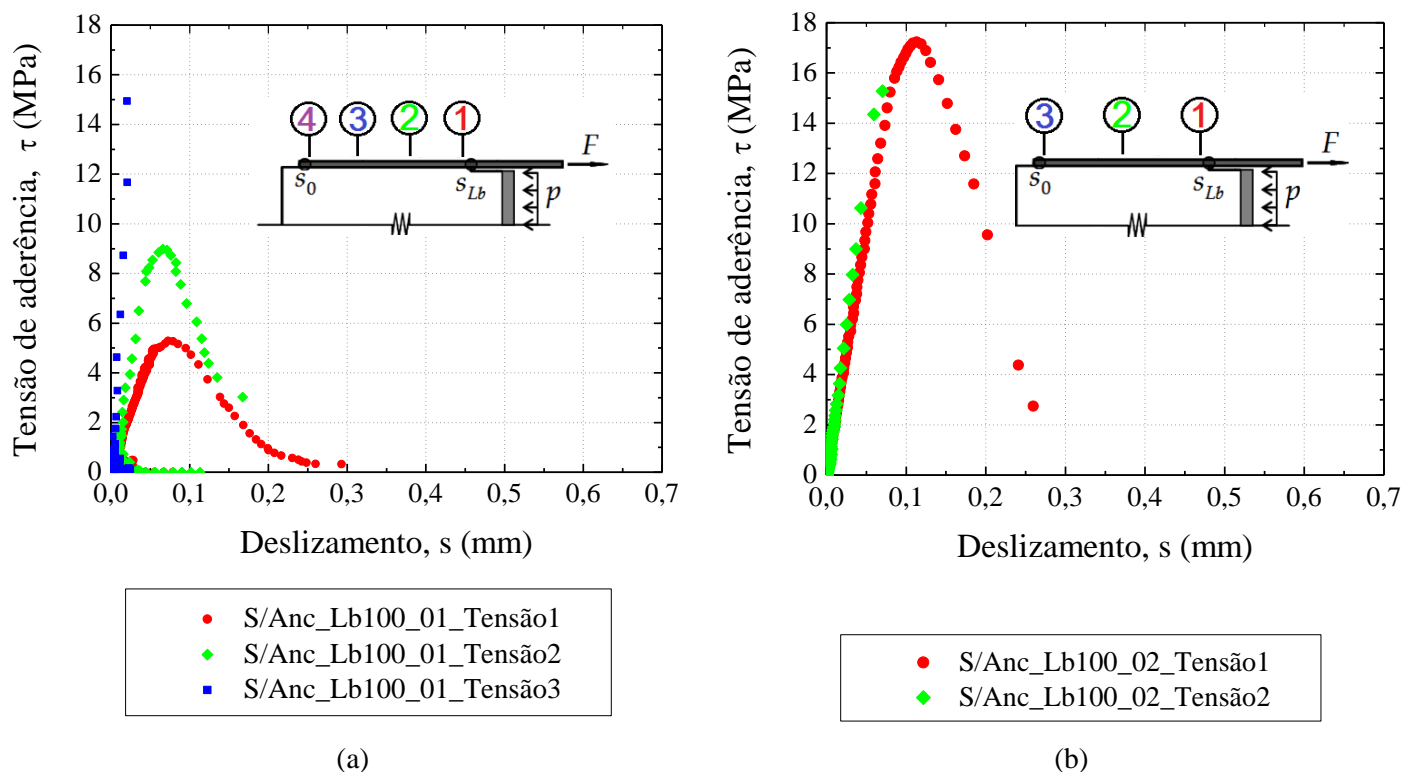 Tensão de aderência, τ (MPa)
18
16
14
12
10
8
6
4
2
0
0,0 0,1 0,2 0,3 0,4 0,5 0,6 0,7
Deslizamento, s (mm)
4 3 2 1
F
s0 sLb p
S/Anc_Lb100_01_Tensão1
S/Anc_Lb100_01_Tensão2
S/Anc_Lb100_01_Tensão3
(a)
Tensão de aderência, τ (MPa)
18
16
14
12
10
8
6
4
2
0
0,0 0,1 0,2 0,3 0,4 0,5 0,6 0,7
Deslizamento, s (mm)
3 2 1
F
s0 sLb p
S/Anc_Lb100_02_Tensão1
S/Anc_Lb100_02_Tensão2
(b)